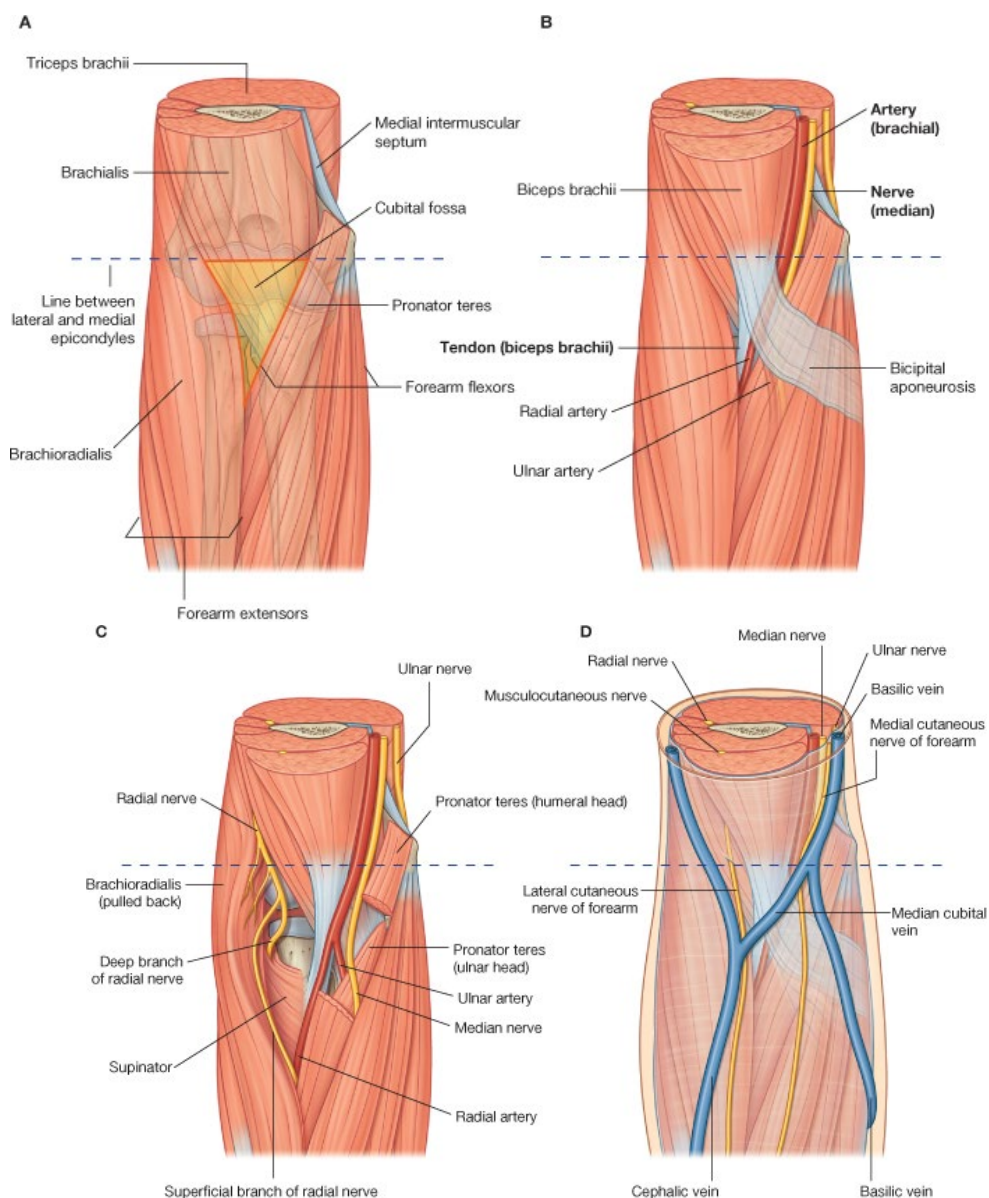 A
Triceps brachii
Medial intermuscular
septum
Brachialis
Cubital fossa
Line between
lateral and medial
epicondyles
Pronator teres
Forearm flexors
Brachioradialis
Forearm extensors
B
Artery
(brachial)
Biceps brachii
Nerve
(median)
Tendon (biceps brachii)
Bicipital
aponeurosis
Radial artery
Ulnar artery
C
Ulnar nerve
Radial nerve
Pronator teres (humeral head)
Brachioradialis
(pulled back)
Deep branch
of radial nerve
Pronator teres
(ulnar head)
Ulnar artery
Median nerve
Supinator
Radial artery
Superficial branch of radial nerve
D
Median nerve
Radial nerve
Ulnar nerve
Musculocutaneous nerve
Basilic vein
Medial cutaneous
nerve of forearm
Lateral cutaneous
nerve of forearm
Median cubital
vein
Cephalic vein
Basilic vein